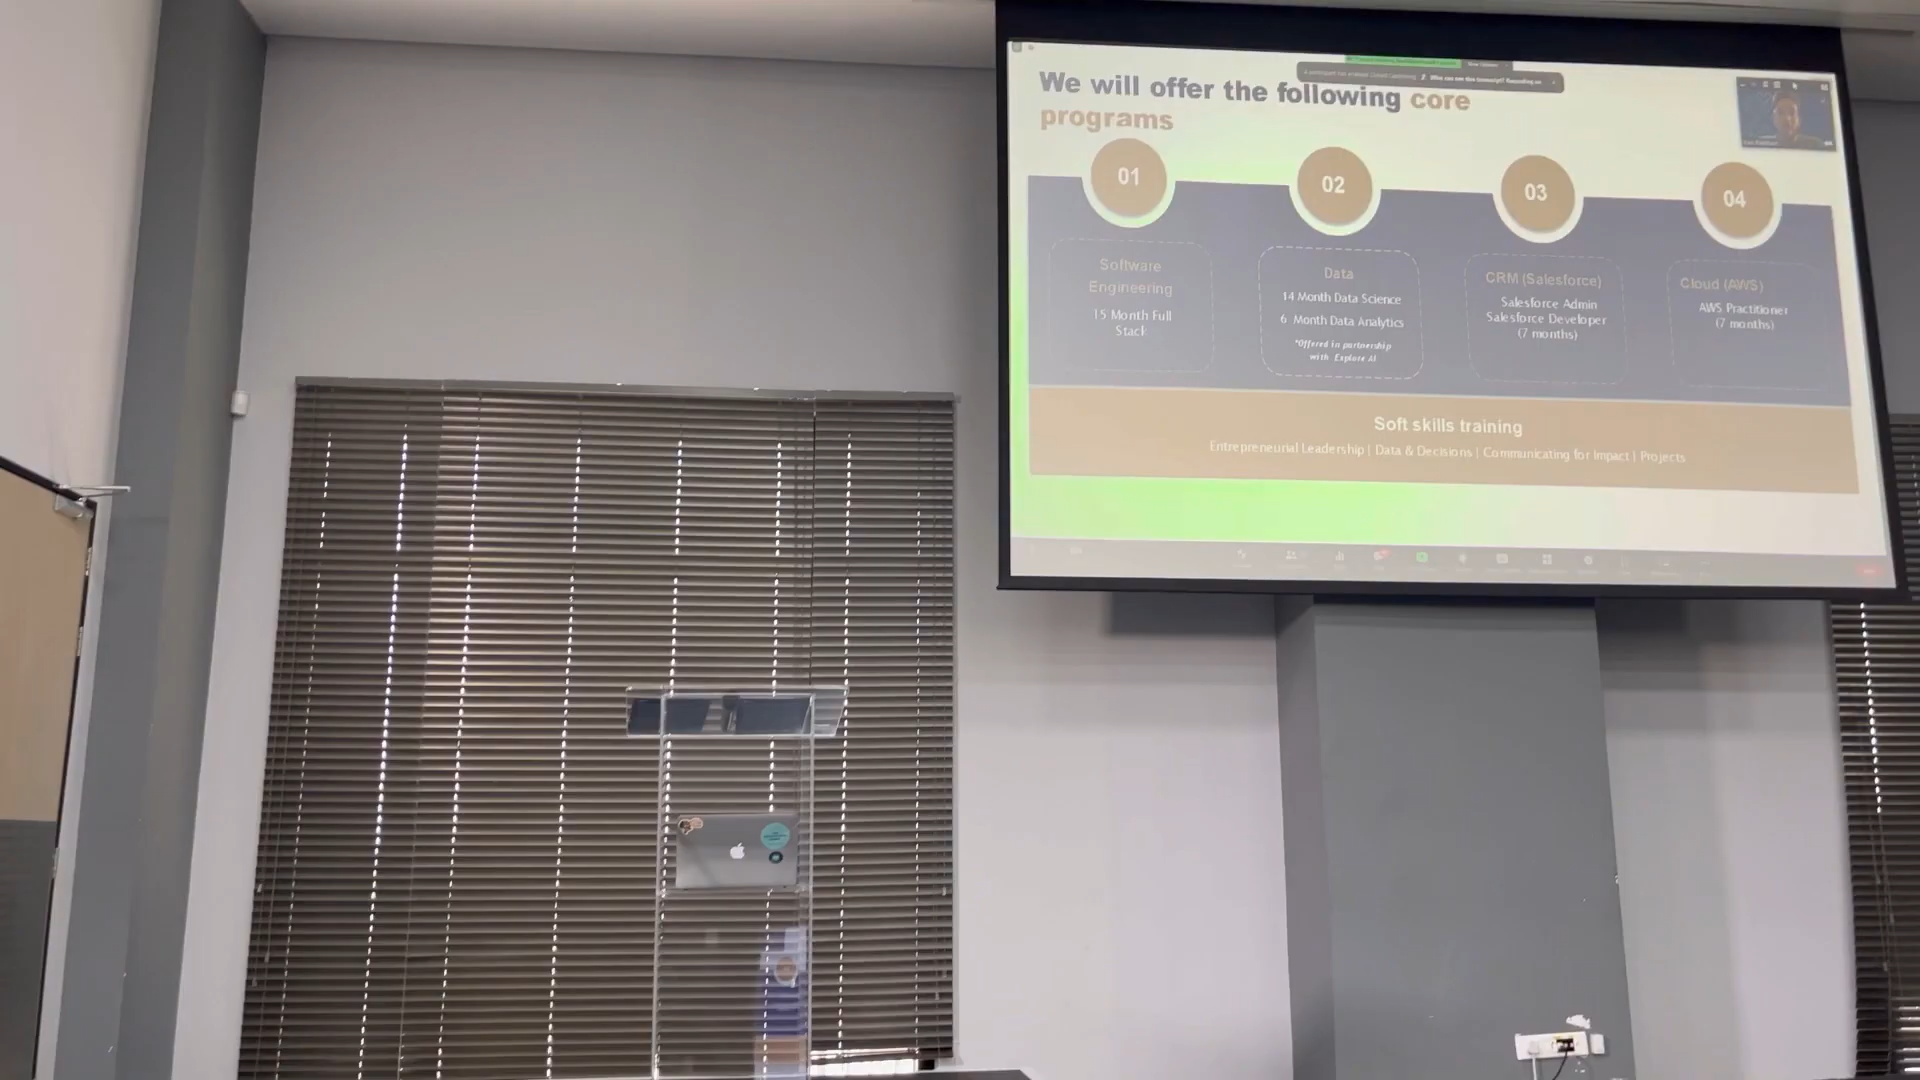 We will offer the following core
programs
01
02
03
04
Software
Engineering
15 Month Full
Stack
Data
14 Month Data Science
6 Month Data Analytics
*Offered in partnership
with Explore AI
CRM (Salesforce)
Salesforce Admin
Salesforce Developer
(7 months)
Cloud (AWS)
AWS Practitioner
(7 months)
Soft skills training
Entrepreneurial Leadership | Data & Decisions | Communicating for Impact | Projects